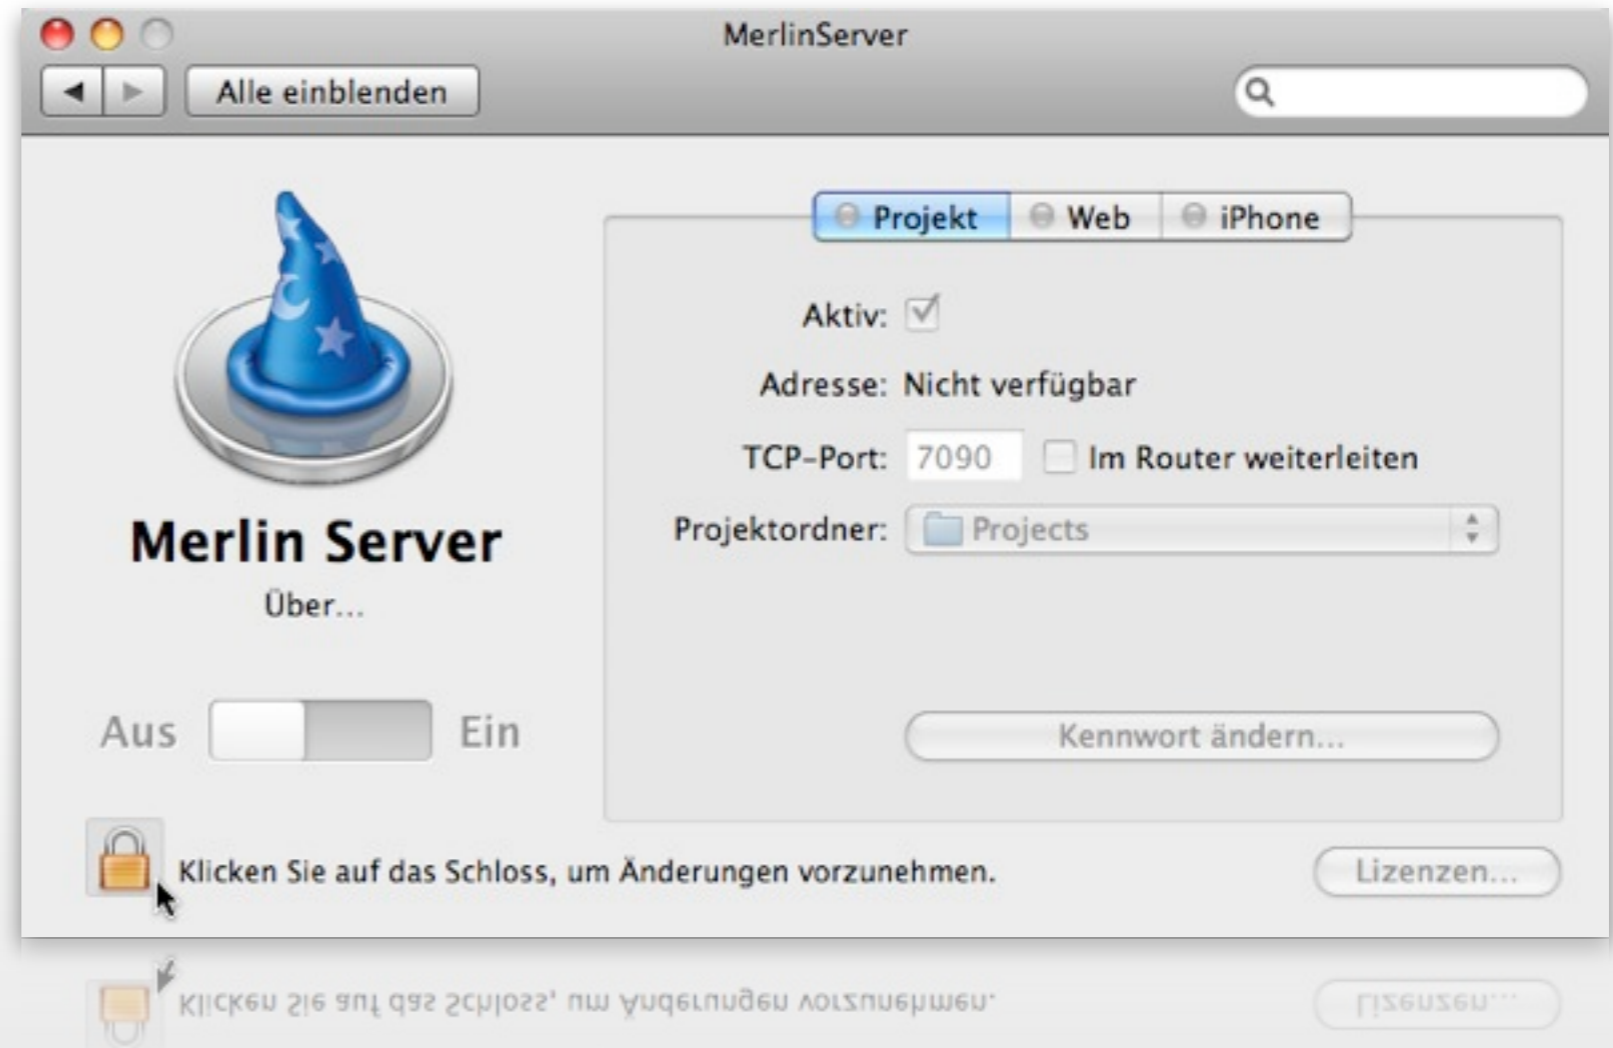 MerlinServer
Alle einblenden
Projekt Web iPhone
Aktiv:
Adresse: Nicht verfügbar
TCP-Port: 7090 Im Router weiterleiten
Projektordner: Projects
Merlin Server
Über...
Aus Ein
Kennwort ändern...
Klicken Sie auf das Schloss, um Änderungen vorzunehmen.
Lizenzen...